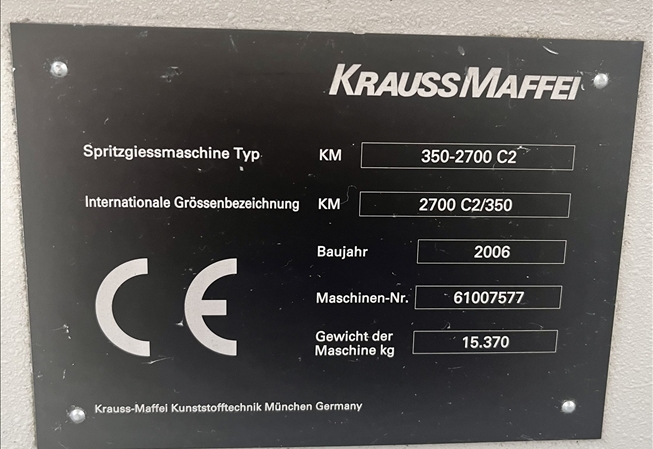 KRAUSSMAFFEI
Spritzgiessmaschine Typ KM 350-2700 C2
Internationale Grössenbezeichnung KM 2700 C2/350
Baujahr 2006
Maschinen-Nr. 61007577
Gewicht der
Maschine kg 15.370
CE
Krauss-Maffei Kunststofftechnik München Germany